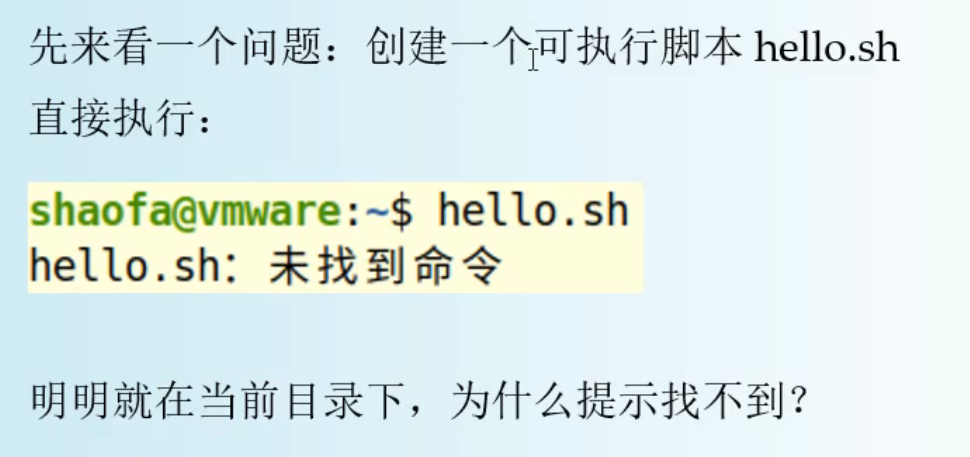 先来看一个问题：创建一个可执行脚本 hello.sh
直接执行：
shaofa@vmware:~$ hello.sh
hello.sh：未找到命令
明明就在当前目录下，为什么提示找不到？